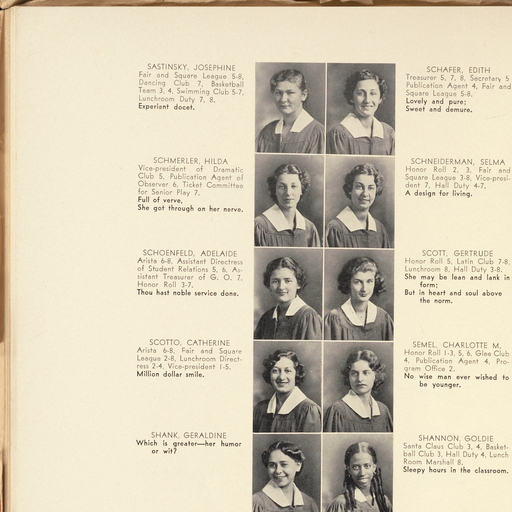 SASTINSKY, JOSEPHINE
Fair and Square League 5-8,
Dancing Club 7, Basketball
Team 3, 4, Swimming Club 5-7,
Lunchroom Duty 7, 8.
Experient docet.
SCHMERLER, HILDA
Vice-president of Dramatic
Club 5, Publication Agent of
Observer 6, Ticket Committee
for Senior Play 7.
Full of verve,
She got through on her nerve.
SCHOENFELD, ADELAIDE
Arista 6-8, Assistant Directress
of Student Relations 5, 6, As-
sistant Treasurer of G. O. 7,
Honor Roll 3-7.
Thou hast noble service done.
SCOTTO, CATHERINE
Arista 6-8, Fair and Square
League 2-8, Lunchroom Direct-
ress 2-4, Vice-president 1-5.
Million dollar smile.
SHANK, GERALDINE
Which is greater—her humor
or wit?
SCHAFER, EDITH
Treasurer 5, 7, 8, Secretary 5
Publication Agent 4, Fair and
Square League 5-8.
Lovely and pure;
Sweet and demure.
SCHNEIDERMAN, SELMA
Honor Roll 2, 3, Fair and
Square League 3-8, Vice-presi-
dent 7, Hall Duty 4-7,
A design for living.
SCOTT, GERTRUDE
Honor Roll 5, Latin Club 7-8,
Lunchroom 8, Hall Duty 3-8.
She may be lean and lank in
form;
But in heart and soul above
the norm.
SEMEL, CHARLOTTE M.
Honor Roll 1-3, 5, 6, Glee Club
4, Publication Agent 4, Pro-
gram Office 2.
No wise man ever wished to
be younger.
SHANNON, GOLDIE
Santa Claus Club 3, 4, Basket-
ball Club 3, Hall Duty 4, Lunch
Room Marshall 8.
Sleepy hours in the classroom.